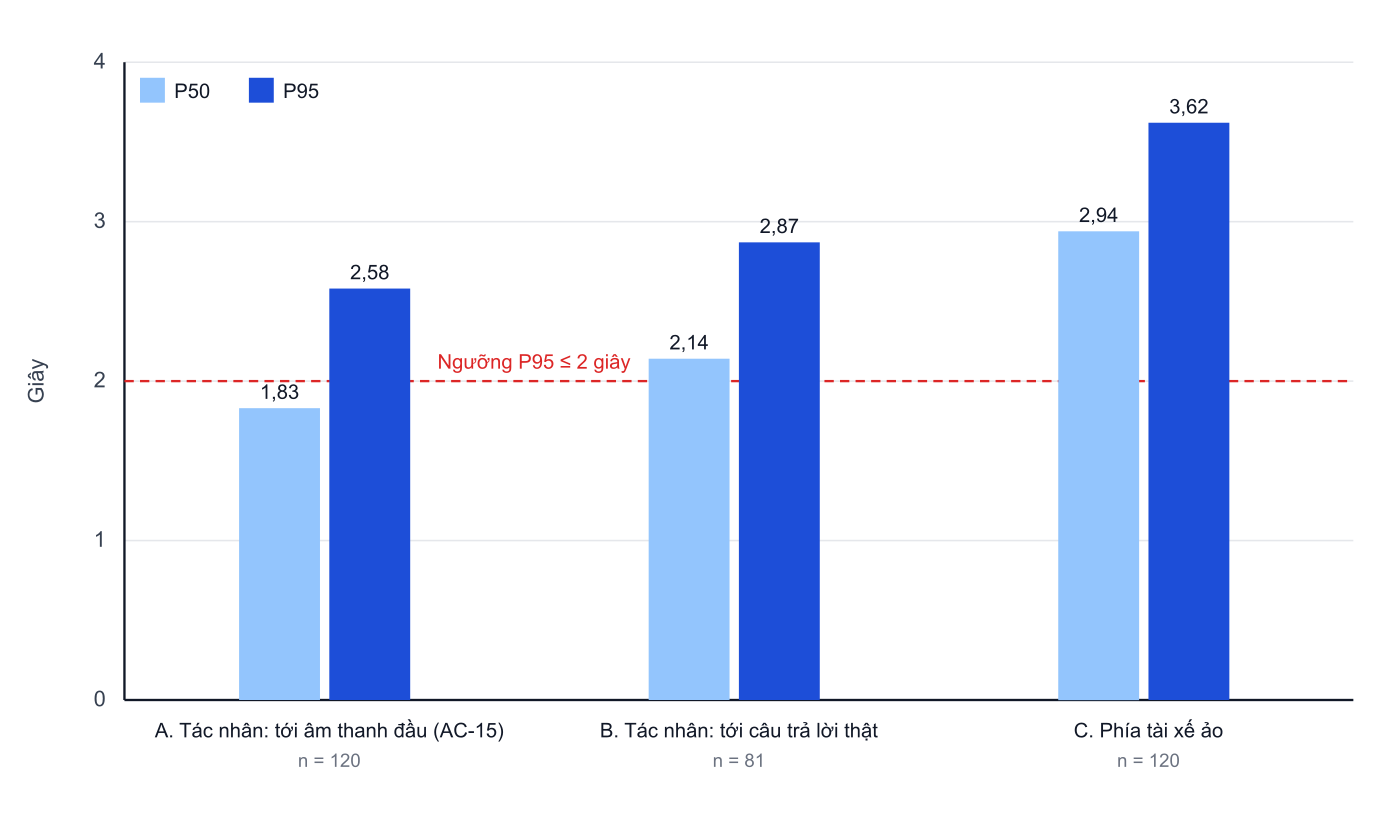 4
P50 P95
3,62
3
2,94
2,87
2,58
Ngưỡng P95 ≤ 2 giây
2,14
2
1,83
Giây
1
0
A. Tác nhân: tới âm thanh đầu (AC-15)
n = 120
B. Tác nhân: tới câu trả lời thật
n = 81
C. Phía tài xế ảo
n = 120